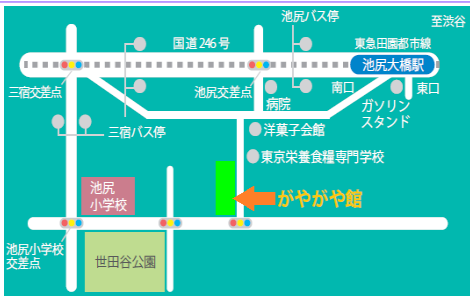 池尻バス停
至渋谷
国道246号
東急田園都市線
池尻大橋駅
三宿交差点
池尻交差点
南口
東口
病院
ガソリン
スタンド
三宿バス停
洋菓子会館
東京栄養食糧専門学校
池尻
小学校
がやがや館
池尻小学校
交差点
世田谷公園